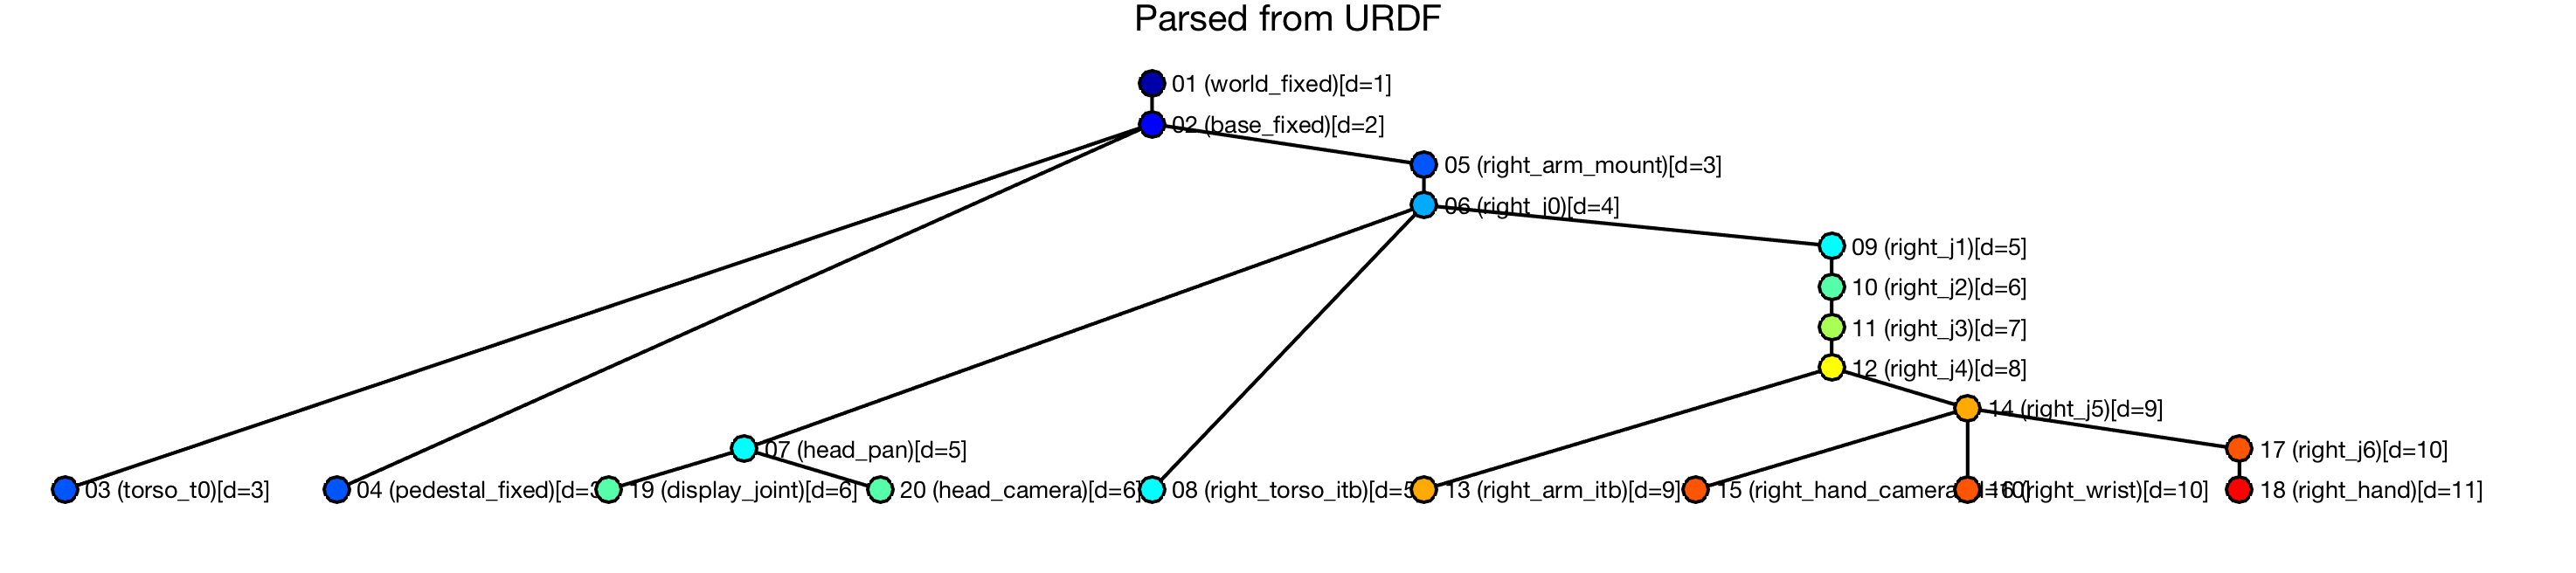 Parsed from URDF
01 (world_fixed)[d=1]
02 (base_fixed)[d=2]
05 (right_arm_mount)[d=3]
06 (right_j0)[d=4]
09 (right_j1)[d=5]
10 (right_j2)[d=6]
11 (right_j3)[d=7]
12 (right_j4)[d=8]
14 (right_j5)[d=9]
07 (head_pan)[d=5]
17 (right_j6)[d=10]
03 (torso_t0)[d=3]
04 (pedestal_fixed)[d=3
19 (display_joint)[d=6]
20 (head_camera)[d=6]
08 (right_torso_itb)[d=5
13 (right_arm_itb)[d=9]
15 (right_hand_camera)[d=10]
16 (right_wrist)[d=10]
18 (right_hand)[d=11]